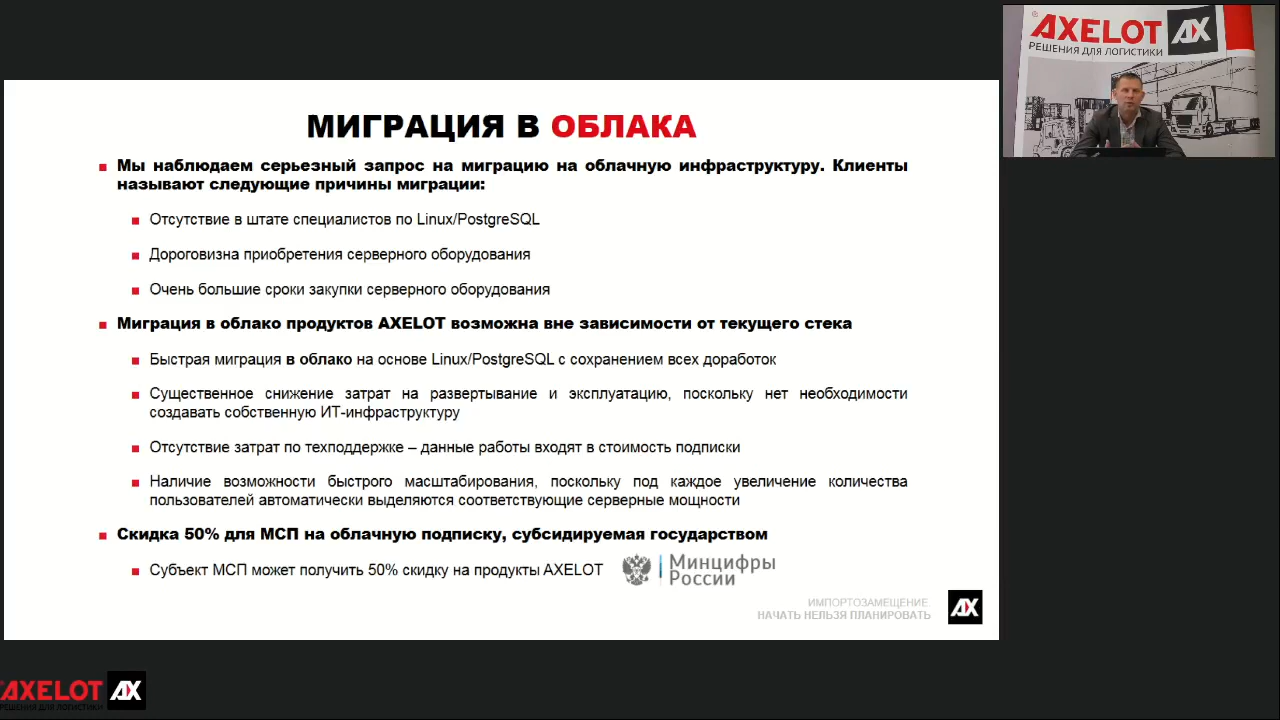 МИГРАЦИЯ В ОБЛАКА
Мы наблюдаем серьезный запрос на миграцию на облачную инфраструктуру. Клиенты
называют следующие причины миграции:
Отсутствие в штате специалистов по Linux/PostgreSQL
Дороговизна приобретения серверного оборудования
Очень большие сроки закупки серверного оборудования
Миграция в облако продуктов AXELOT возможна вне зависимости от текущего стека
Быстрая миграция в облако на основе Linux/PostgreSQL с сохранением всех доработок
Существенное снижение затрат на развертывание и эксплуатацию, поскольку нет необходимости
создавать собственную ИТ-инфраструктуру
Отсутствие затрат по техподдержке – данные работы входят в стоимость подписки
Наличие возможности быстрого масштабирования, поскольку под каждое увеличение количества
пользователей автоматически выделяются соответствующие серверные мощности
Скидка 50% для МСП на облачную подписку, субсидируемая государством
Субъект МСП может получить 50% скидку на продукты AXELOT
Минцифры
России
ИМПОРТОЗАМЕЩЕНИЕ.
НАЧАТЬ НЕЛЬЗЯ ПЛАНИРОВАТЬ
AX
AXELOT AX
РЕШЕНИЯ ДЛЯ ЛОГИСТИКИ
AXELOT AX
РЕШЕНИЯ ДЛЯ ЛОГИСТИКИ